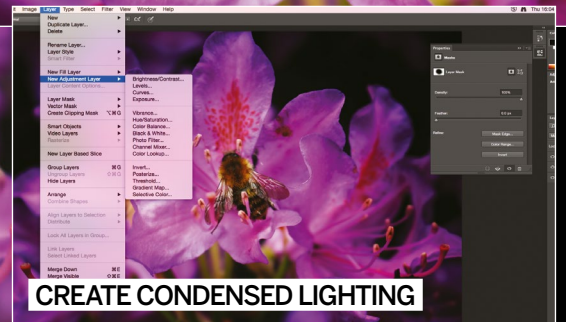 Image Layer Type Select Filter View Window Help
Thu 16:04
New
Duplicate Layer...
Delete
Rename Layer...
Layer Style
Smart Filter
New Fill Layer
New Adjustment Layer
Layer Content Options...
Layer Mask
Vector Mask
Create Clipping Mask ⌥⌘G
Smart Objects
Video Layers
Rasterize
New Layer Based Slice
Group Layers ⌘G
Ungroup Layers ⇧⌘G
Hide Layers
Arrange
Combine Shapes
Align Layers to Selection
Distribute
Lock All Layers in Group...
Link Layers
Select Linked Layers
Merge Down ⌘E
Merge Visible ⇧⌘E
Brightness/Contrast...
Levels...
Curves...
Exposure...
Vibrance...
Hue/Saturation...
Color Balance...
Black & White...
Photo Filter...
Channel Mixer...
Color Lookup...
Invert...
Posterize...
Threshold...
Gradient Map...
Selective Color...
Properties
Masks
Layer Mask
Density: 100%
Feather: 0.0 px
Refine:
Mask Edge...
Color Range...
Invert
CREATE CONDENSED LIGHTING